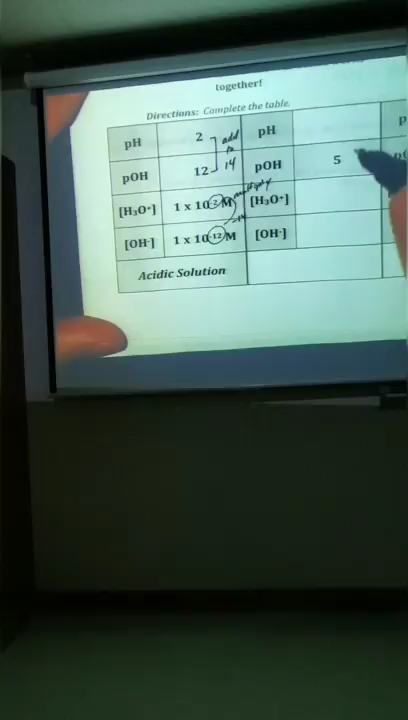 together!
Directions: Complete the table.
pH 2 add pH
pOH 12 14 pOH 5
[H₃O⁺] 1 x 10⁻² M multiply [H₃O⁺]
[OH⁻] 1 x 10⁻¹² M [OH⁻]
Acidic Solution